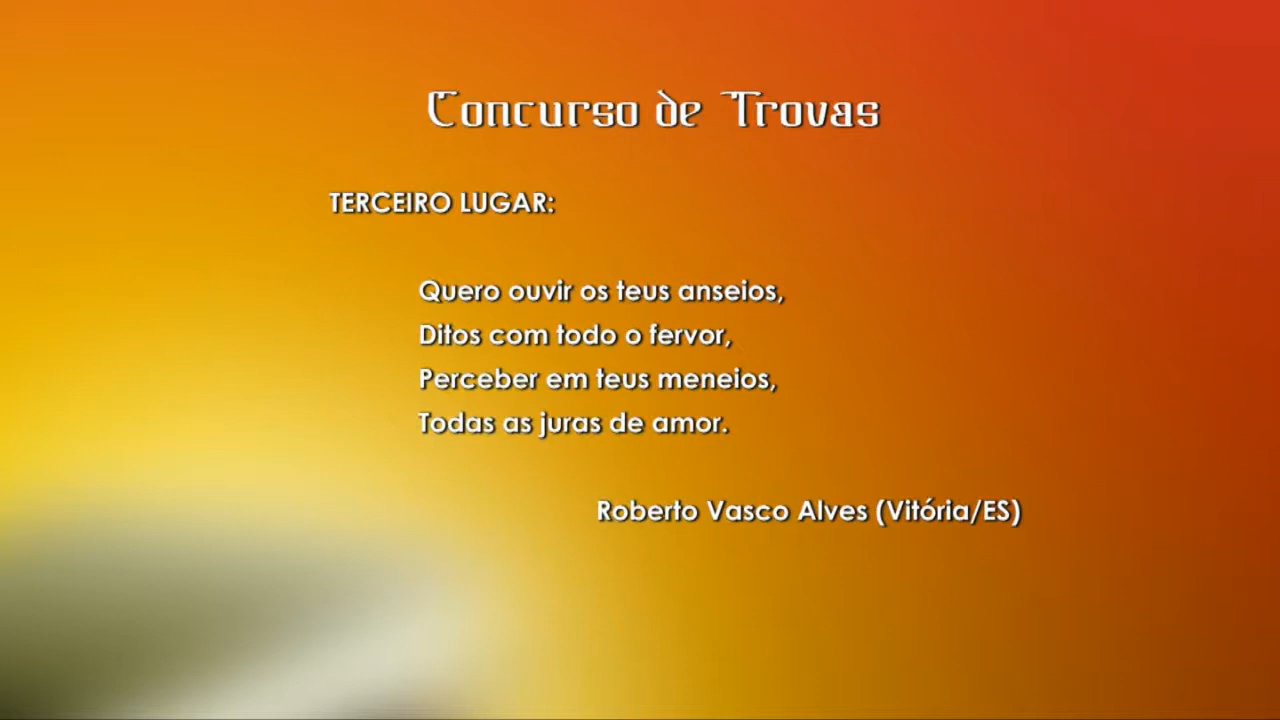 Concurso de Trovas
TERCEIRO LUGAR:
Quero ouvir os teus anseios,
Ditos com todo o fervor,
Perceber em teus meneios,
Todas as juras de amor.
Roberto Vasco Alves (Vitória/ES)